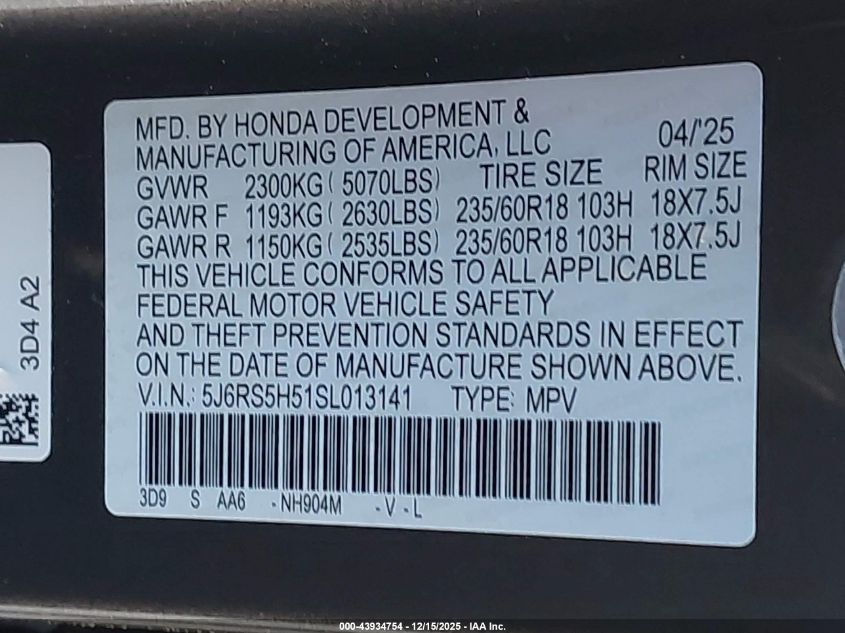 MFD. BY HONDA DEVELOPMENT &
MANUFACTURING OF AMERICA, LLC 04/'25
GVWR 2300KG ( 5070LBS) TIRE SIZE RIM SIZE
GAWR F 1193KG ( 2630LBS) 235/60R18 103H 18X7.5J
GAWR R 1150KG ( 2535LBS) 235/60R18 103H 18X7.5J
THIS VEHICLE CONFORMS TO ALL APPLICABLE
FEDERAL MOTOR VEHICLE SAFETY
AND THEFT PREVENTION STANDARDS IN EFFECT
ON THE DATE OF MANUFACTURE SHOWN ABOVE.
V.I.N.: 5J6RS5H51SL013141 TYPE: MPV
3D9 S AA6 -NH904M -V -L
3D4 A2
000-43934754 - 12/15/2025 - IAA Inc.